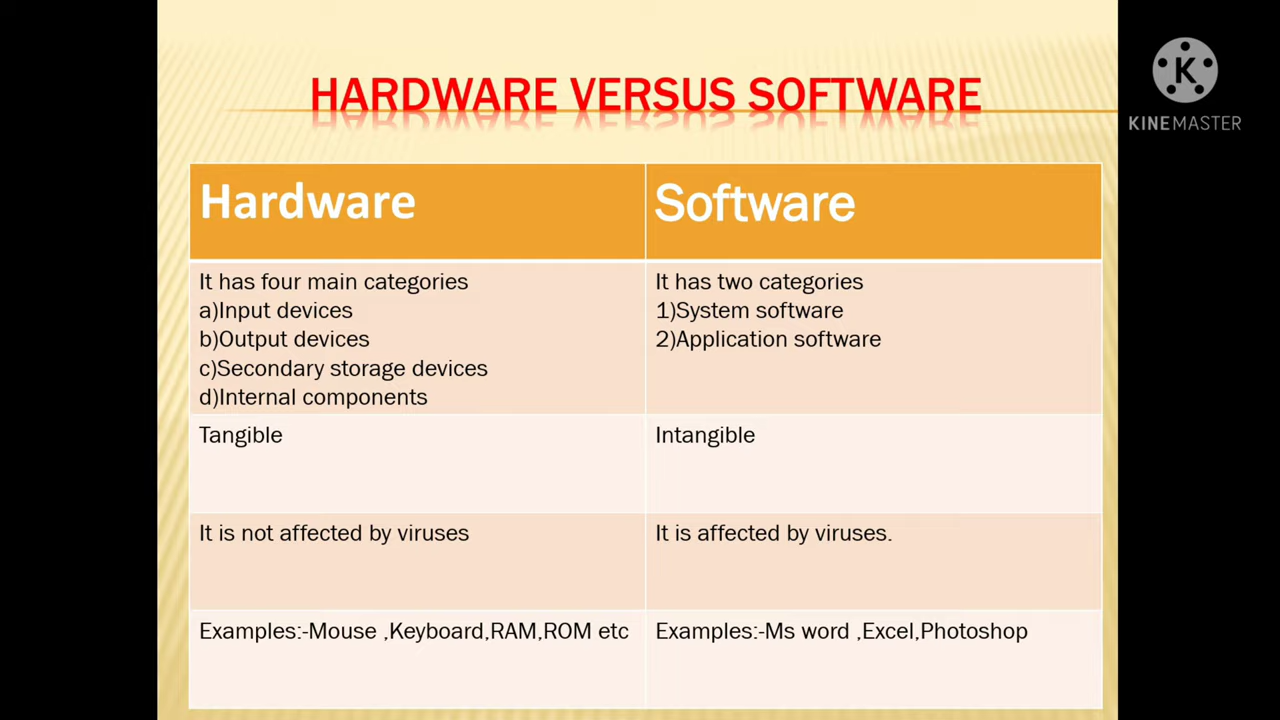 HARDWARE VERSUS SOFTWARE
K
KINEMASTER
Hardware
Software
It has four main categories
a)Input devices
b)Output devices
c)Secondary storage devices
d)Internal components
It has two categories
1)System software
2)Application software
Tangible
Intangible
It is not affected by viruses
It is affected by viruses.
Examples:-Mouse ,Keyboard,RAM,ROM etc
Examples:-Ms word ,Excel,Photoshop